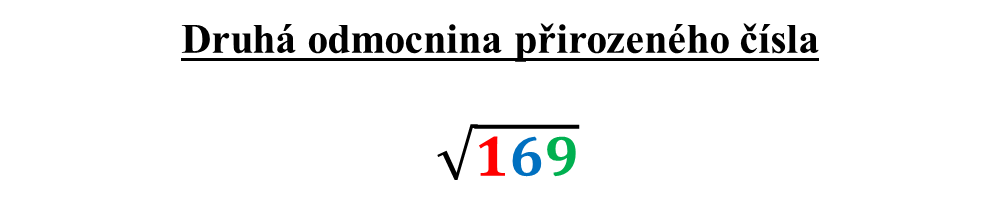 Druhá odmocnina přirozeného čísla
√169